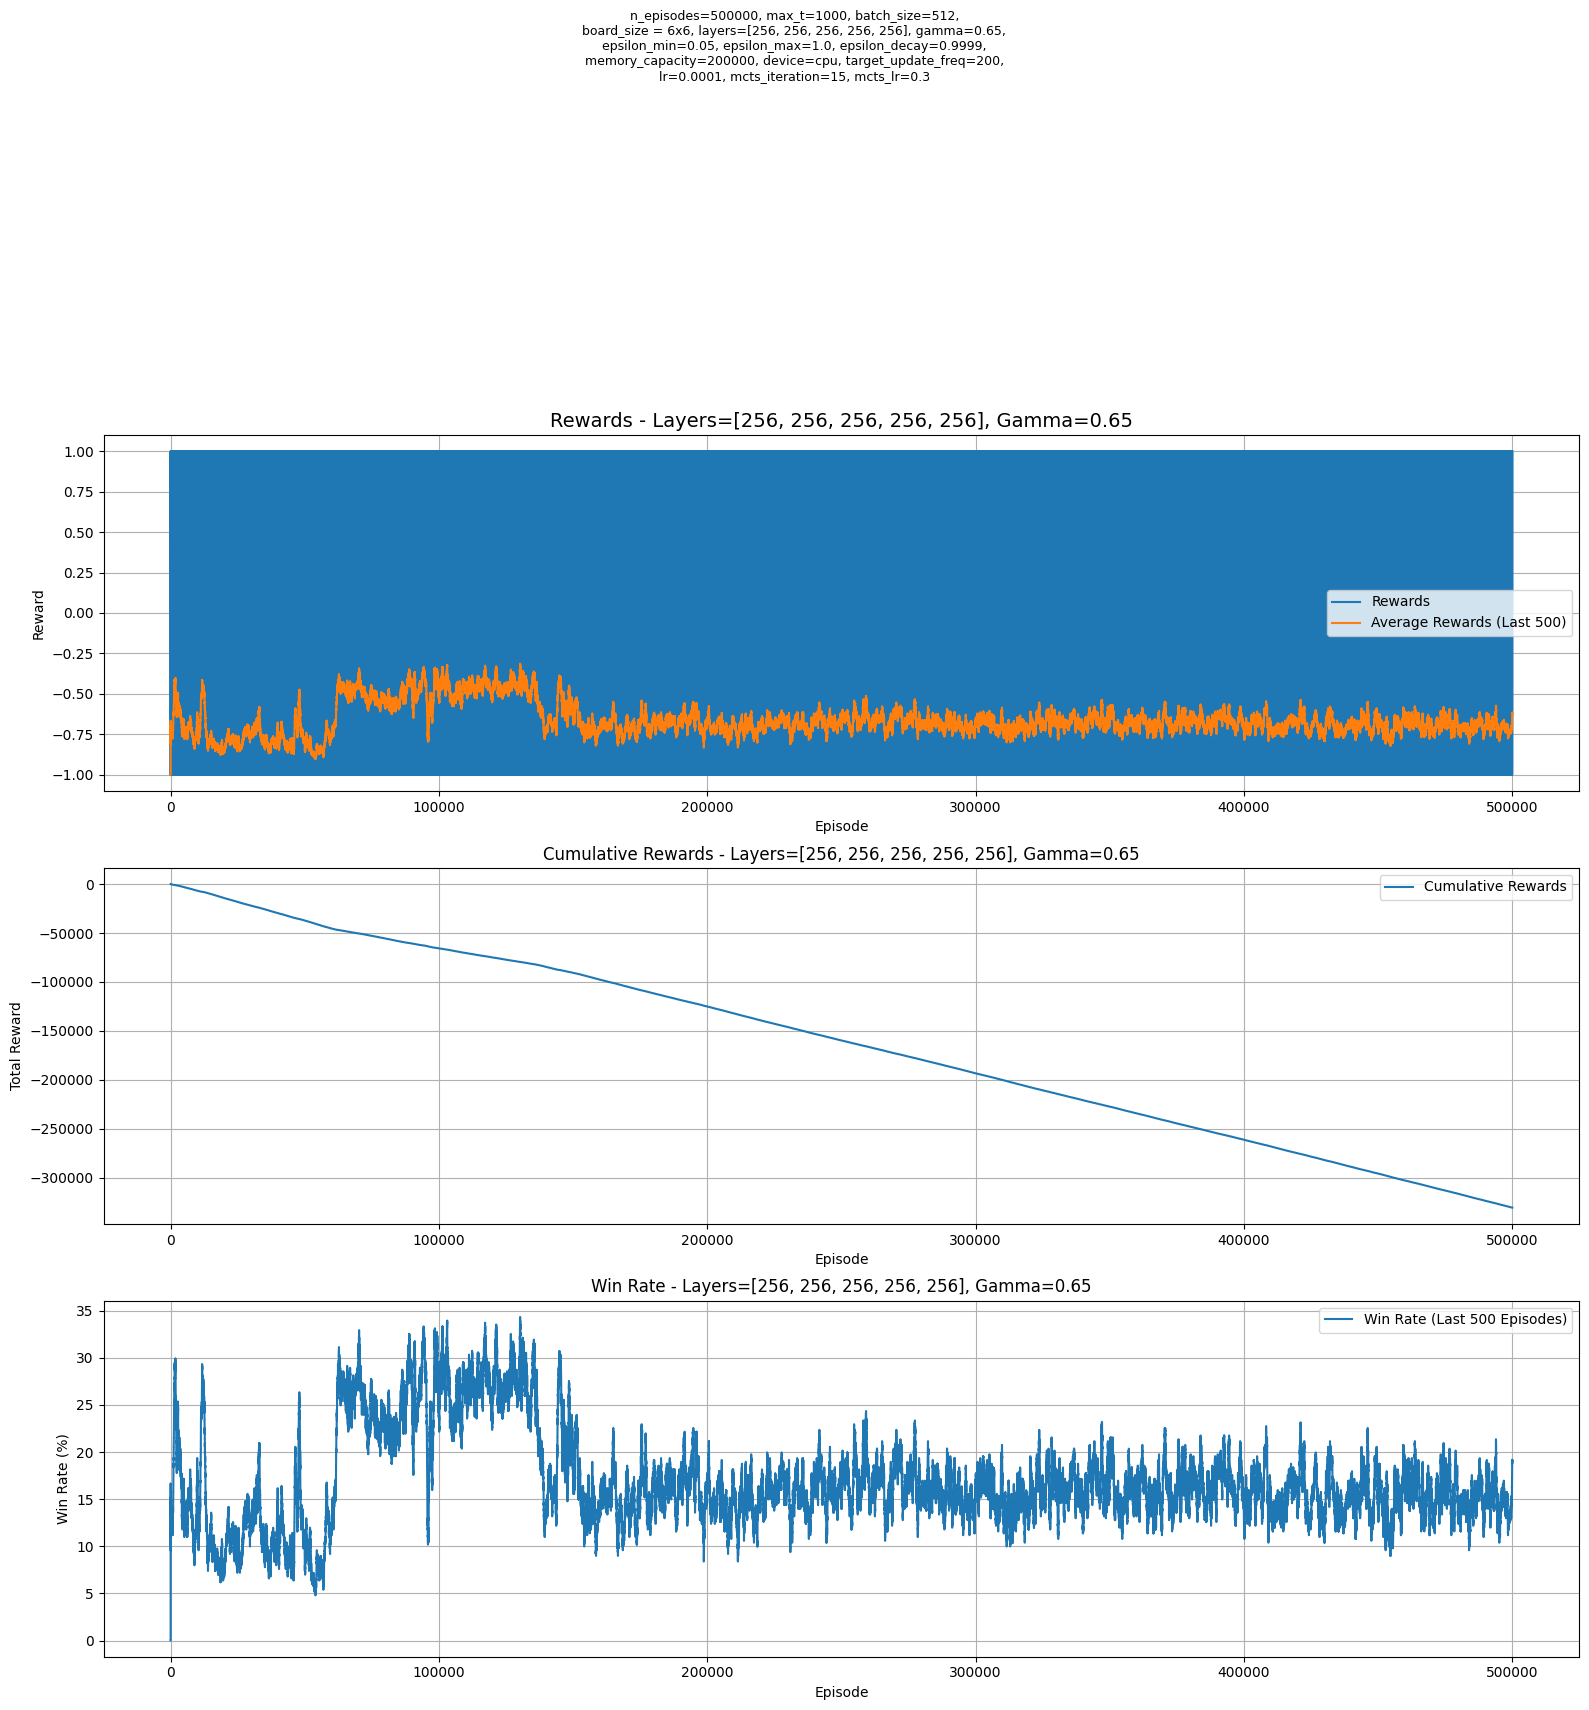 n_episodes=500000, max_t=1000, batch_size=512,
board_size = 6x6, layers=[256, 256, 256, 256, 256], gamma=0.65,
epsilon_min=0.05, epsilon_max=1.0, epsilon_decay=0.9999,
memory_capacity=200000, device=cpu, target_update_freq=200,
lr=0.0001, mcts_iteration=15, mcts_lr=0.3
Rewards - Layers=[256, 256, 256, 256, 256], Gamma=0.65
1.00
0.75
0.50
0.25
0.00
−0.25
−0.50
−0.75
−1.00
Reward
Rewards
Average Rewards (Last 500)
0 100000 200000 300000 400000 500000
Episode
Cumulative Rewards - Layers=[256, 256, 256, 256, 256], Gamma=0.65
0
−50000
−100000
−150000
−200000
−250000
−300000
Total Reward
Cumulative Rewards
0 100000 200000 300000 400000 500000
Episode
Win Rate - Layers=[256, 256, 256, 256, 256], Gamma=0.65
35
30
25
20
15
10
5
0
Win Rate (%)
Win Rate (Last 500 Episodes)
0 100000 200000 300000 400000 500000
Episode